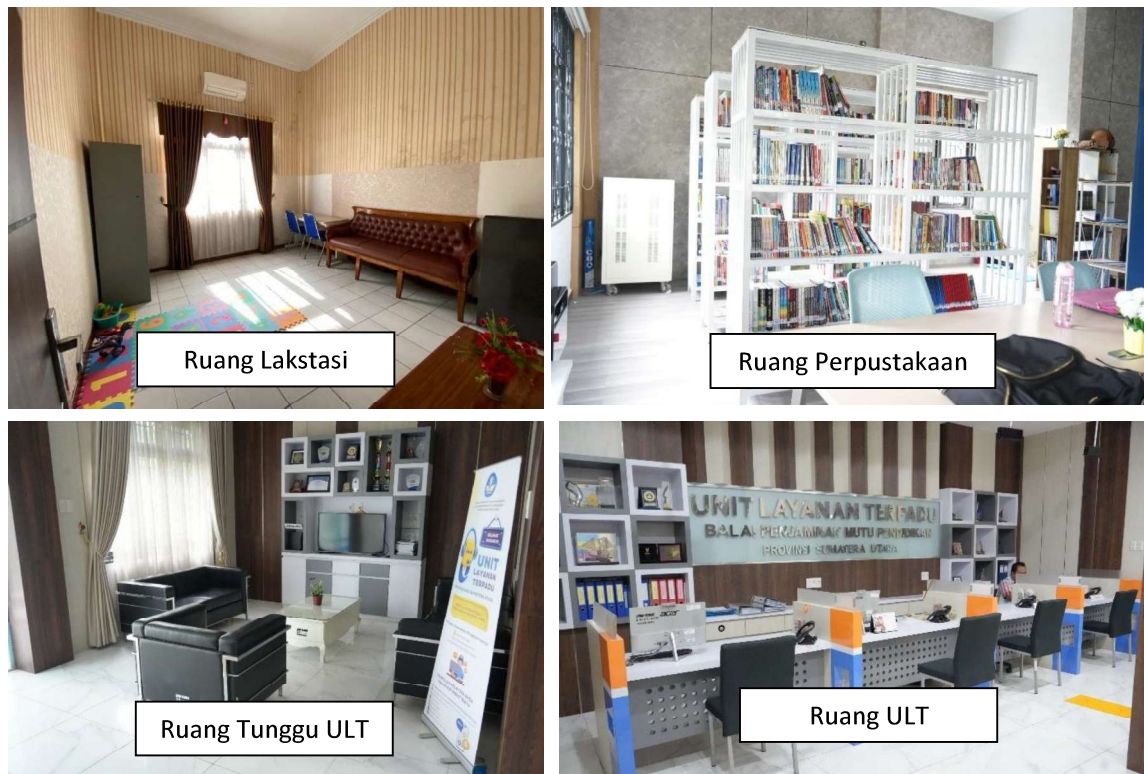 Ruang Lakstasi
Ruang Perpustakaan
UNIT
LAYANAN
TERPADU
Ruang Tunggu ULT
UNIT LAYANAN TERPADU
BALAI PENJAMINAN MUTU PENDIDIKAN
PROVINSI SUMATERA UTARA
acer
Ruang ULT